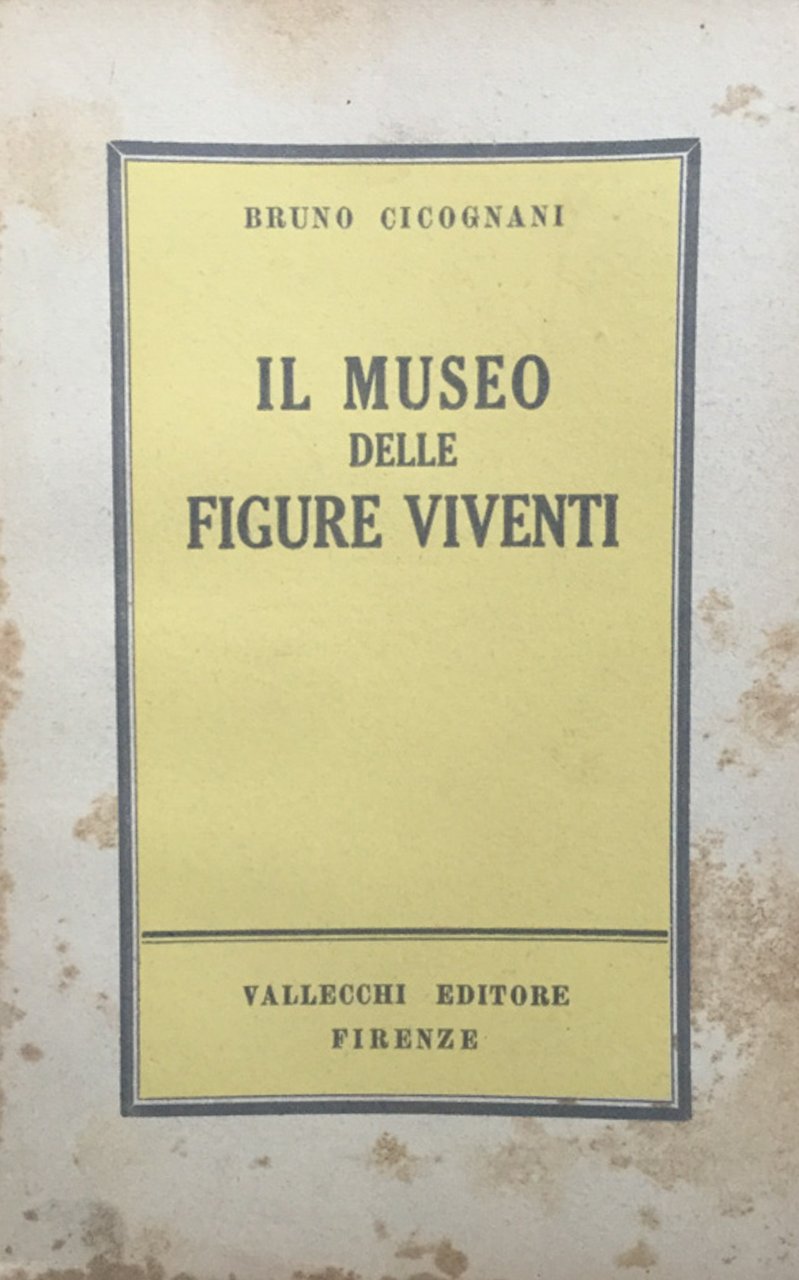 BRUNO CICOGNANI
IL MUSEO
DELLE
FIGURE VIVENTI
VALLECCHI EDITORE
FIRENZE